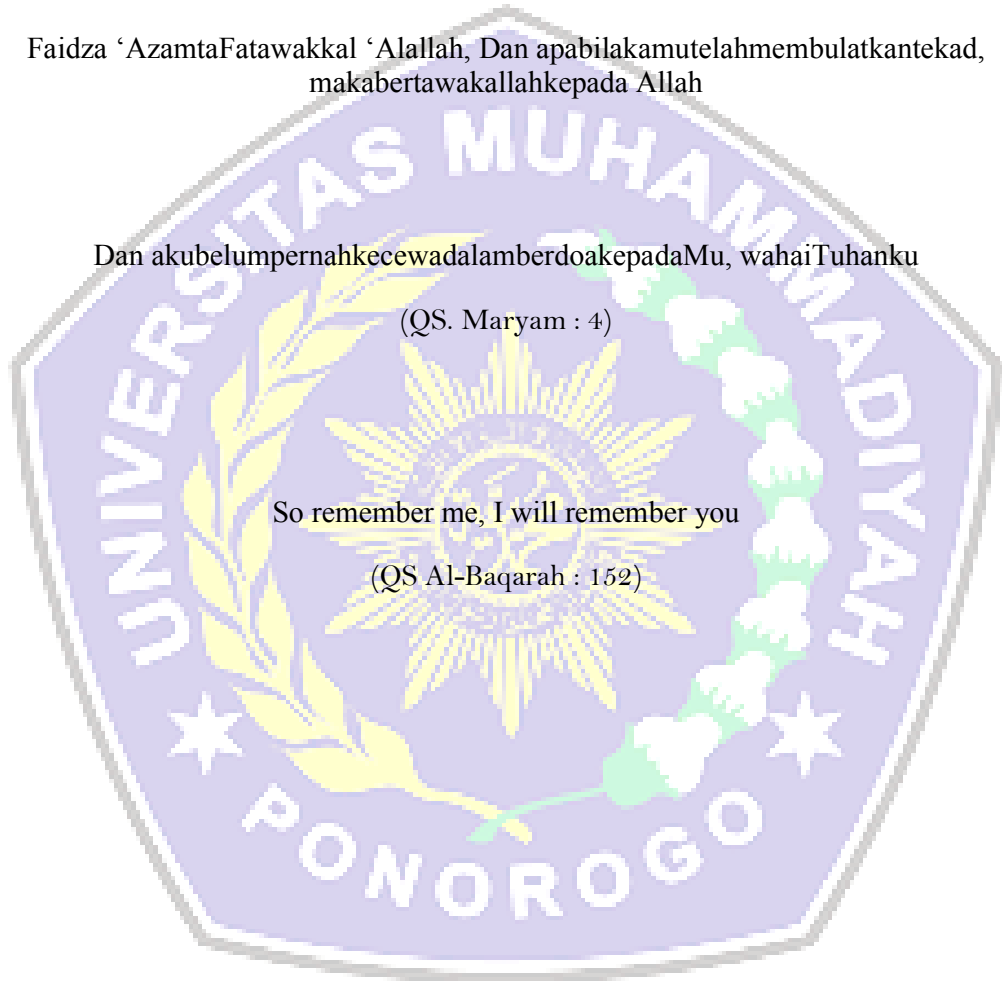 Faidza ‘AzamtaFatawakkal ‘Alallah, Dan apabilakamutelahmembulatkantekad,
makabertawakallahkepada Allah
UNIVERSITAS MUHAMMADIYAH
Dan akubelumpernahkecewadalamberdoakepadaMu, wahaiTuhanku
(QS. Maryam : 4)
So remember me, I will remember you
(QS Al-Baqarah : 152)
PONOROGO